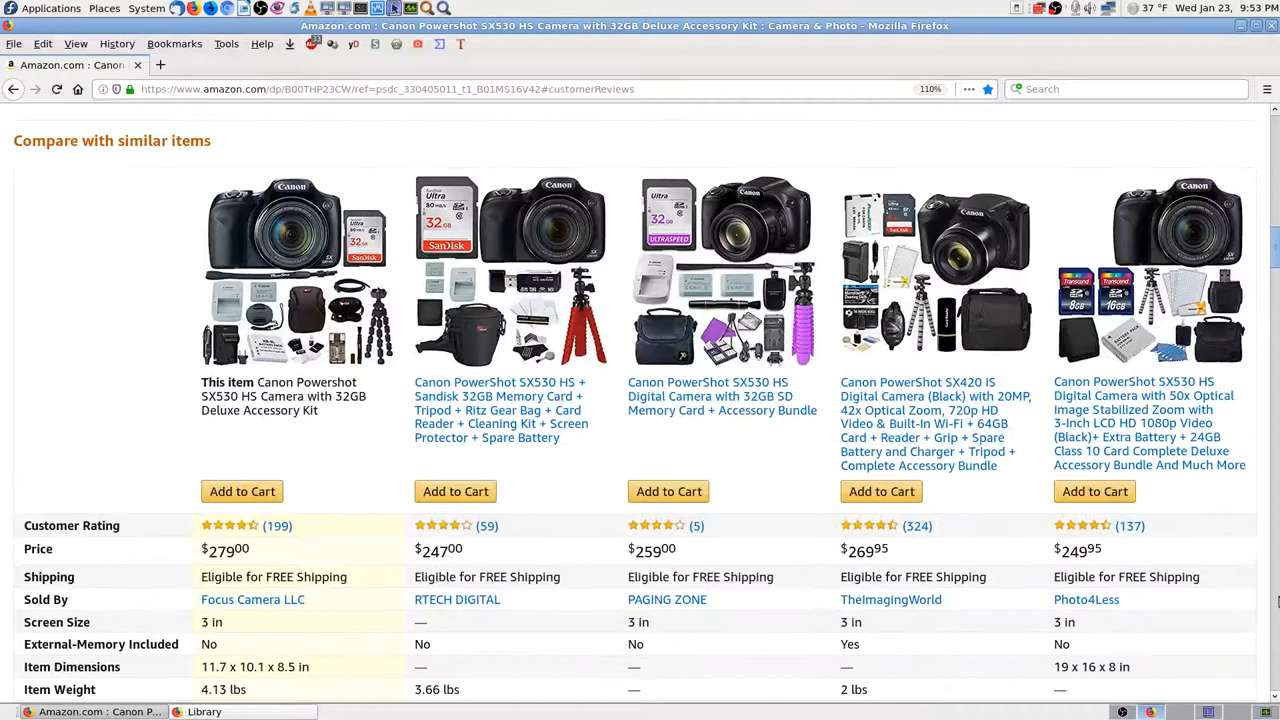 Applications Places System 37 °F Wed Jan 23, 9:53 PM
Amazon.com : Canon Powershot SX530 HS Camera with 32GB Deluxe Accessory Kit : Camera & Photo - Mozilla Firefox
File Edit View History Bookmarks Tools Help
Amazon.com : Canon
https://www.amazon.com/dp/B00THP23CW/ref=psdc_330405011_t1_B01MS16V42#customerReviews 110% Search
Compare with similar items
This item Canon Powershot
SX530 HS Camera with 32GB
Deluxe Accessory Kit
Canon PowerShot SX530 HS +
Sandisk 32GB Memory Card +
Tripod + Ritz Gear Bag + Card
Reader + Cleaning Kit + Screen
Protector + Spare Battery
Canon PowerShot SX530 HS
Digital Camera with 32GB SD
Memory Card + Accessory Bundle
Canon PowerShot SX420 IS
Digital Camera (Black) with 20MP,
42x Optical Zoom, 720p HD
Video & Built-In Wi-Fi + 64GB
Card + Reader + Grip + Spare
Battery and Charger + Tripod +
Complete Accessory Bundle
Canon PowerShot SX530 HS
Digital Camera with 50x Optical
Image Stabilized Zoom with
3-Inch LCD HD 1080p Video
(Black)+ Extra Battery + 24GB
Class 10 Card Complete Deluxe
Accessory Bundle And Much More
Add to Cart Add to Cart Add to Cart Add to Cart Add to Cart
Customer Rating (199) (59) (5) (324) (137)
Price $27900 $24700 $25900 $26995 $24995
Shipping Eligible for FREE Shipping Eligible for FREE Shipping Eligible for FREE Shipping Eligible for FREE Shipping Eligible for FREE Shipping
Sold By Focus Camera LLC RTECH DIGITAL PAGING ZONE TheImagingWorld Photo4Less
Screen Size 3 in — 3 in 3 in 3 in
External-Memory Included No No No Yes No
Item Dimensions 11.7 x 10.1 x 8.5 in — — — 19 x 16 x 8 in
Item Weight 4.13 lbs 3.66 lbs — 2 lbs —
Amazon.com : Canon P... Library